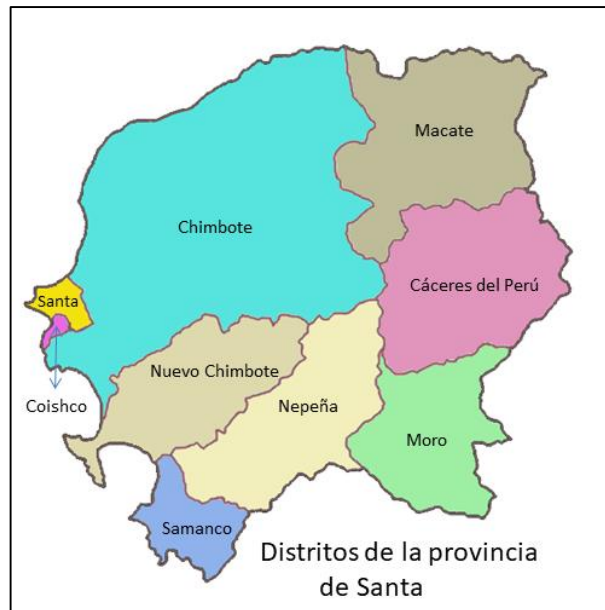 Macate
Chimbote
Cáceres del Perú
Santa
Nuevo Chimbote
Coishco
Nepeña
Moro
Samanco
Distritos de la provincia
de Santa